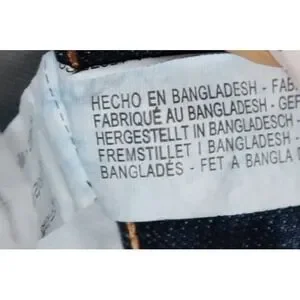 HECHO EN BANGLADESH - FAB
FABRIQUÉ AU BANGLADESH - GEF
HERGESTELLT IN BANGLADESCH -
FREMSTILLET I BANGLADESH -
BANGLADÉS - FET A BANGLA